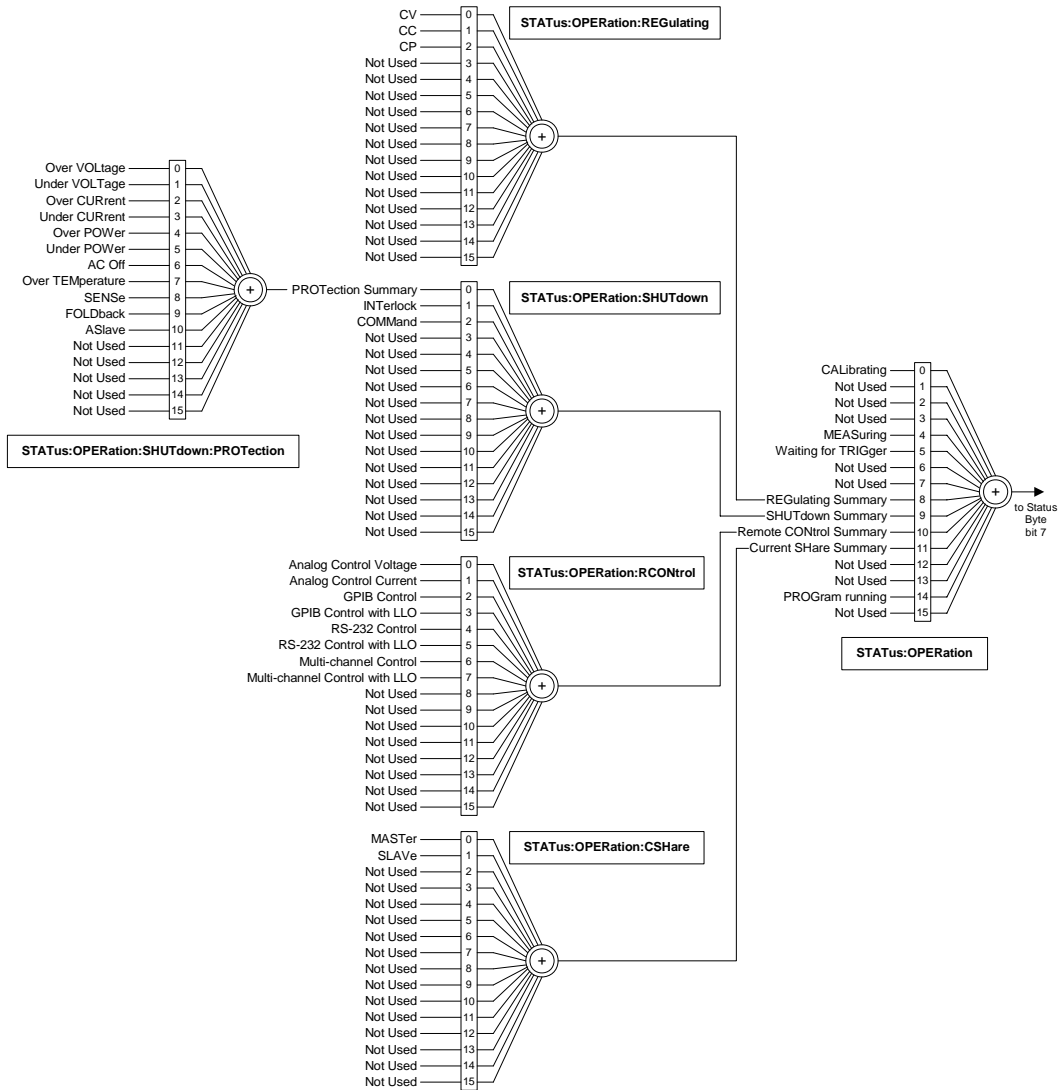 STATus:OPERation:REGulating
CV 0
CC 1
CP 2
Not Used 3
Not Used 4
Not Used 5
Not Used 6
Not Used 7
Not Used 8
Not Used 9
Not Used 10
Not Used 11
Not Used 12
Not Used 13
Not Used 14
Not Used 15
Over VOLtage 0
Under VOLTage 1
Over CURrent 2
Under CURrent 3
Over POWer 4
Under POWer 5
AC Off 6
Over TEMperature 7
SENSe 8
FOLDback 9
ASlave 10
Not Used 11
Not Used 12
Not Used 13
Not Used 14
Not Used 15
+
+
STATus:OPERation:SHUTdown:PROTection
STATus:OPERation:SHUTdown
PROTection Summary 0
INTerlock 1
COMMand 2
Not Used 3
Not Used 4
Not Used 5
Not Used 6
Not Used 7
Not Used 8
Not Used 9
Not Used 10
Not Used 11
Not Used 12
Not Used 13
Not Used 14
Not Used 15
+
STATus:OPERation:RCONtrol
Analog Control Voltage 0
Analog Control Current 1
GPIB Control 2
GPIB Control with LLO 3
RS-232 Control 4
RS-232 Control with LLO 5
Multi-channel Control 6
Multi-channel Control with LLO 7
Not Used 8
Not Used 9
Not Used 10
Not Used 11
Not Used 12
Not Used 13
Not Used 14
Not Used 15
+
STATus:OPERation:CSHare
MASTer 0
SLAVe 1
Not Used 2
Not Used 3
Not Used 4
Not Used 5
Not Used 6
Not Used 7
Not Used 8
Not Used 9
Not Used 10
Not Used 11
Not Used 12
Not Used 13
Not Used 14
Not Used 15
+
CALibrating 0
Not Used 1
Not Used 2
Not Used 3
MEASuring 4
Waiting for TRIGger 5
Not Used 6
Not Used 7
REGulating Summary 8
SHUTdown Summary 9
Remote CONtrol Summary 10
Current SHare Summary 11
Not Used 12
Not Used 13
PROGram running 14
Not Used 15
+
to Status
Byte
bit 7
STATus:OPERation